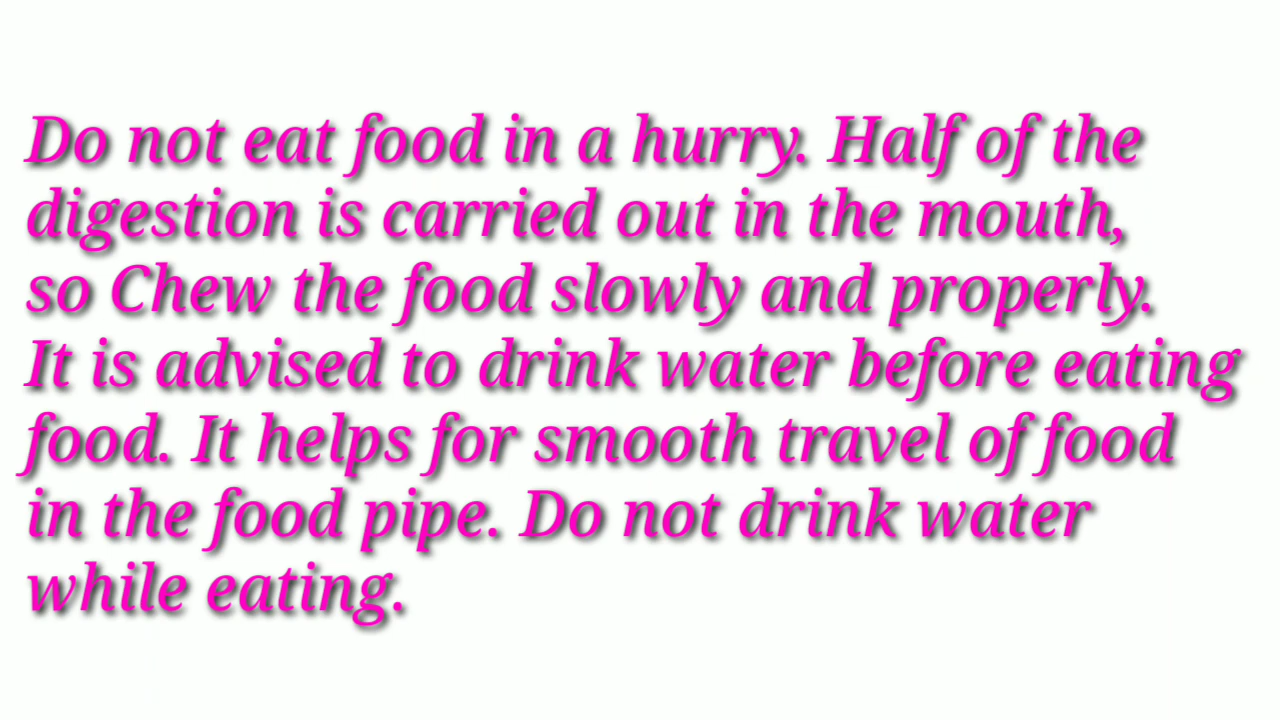 Do not eat food in a hurry. Half of the
digestion is carried out in the mouth,
so Chew the food slowly and properly.
It is advised to drink water before eating
food. It helps for smooth travel of food
in the food pipe. Do not drink water
while eating.